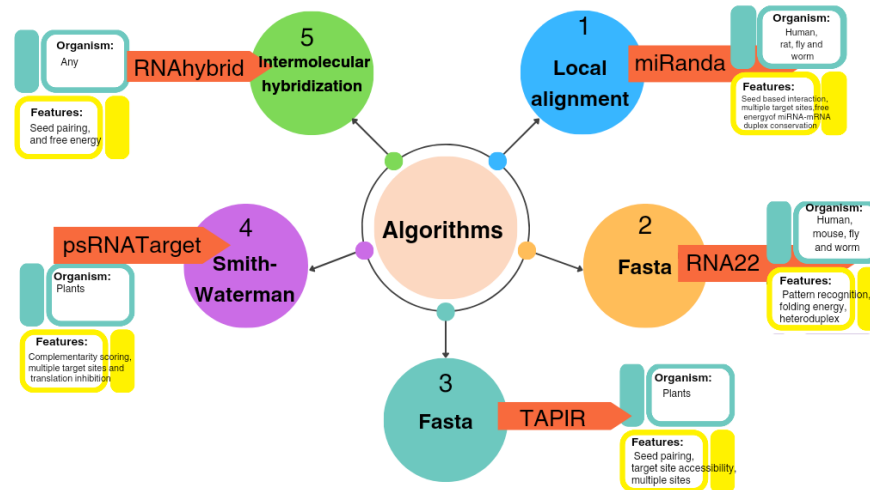 Algorithms
1
Local
alignment
miRanda
Organism:
Human,
rat, fly and
worm
Features:
Seed based interaction,
multiple target sites,free
energyof miRNA-mRNA
duplex conservation
2
Fasta
RNA22
Organism:
Human,
mouse, fly
and worm
Features:
Pattern recognition,
folding energy,
heteroduplex
3
Fasta
TAPIR
Organism:
Plants
Features:
Seed pairing,
target site accessibility,
multiple sites
4
Smith-
Waterman
psRNATarget
Organism:
Plants
Features:
Complementarity scoring,
multiple target sites and
translation inhibition
5
Intermolecular
hybridization
RNAhybrid
Organism:
Any
Features:
Seed pairing,
and free energy